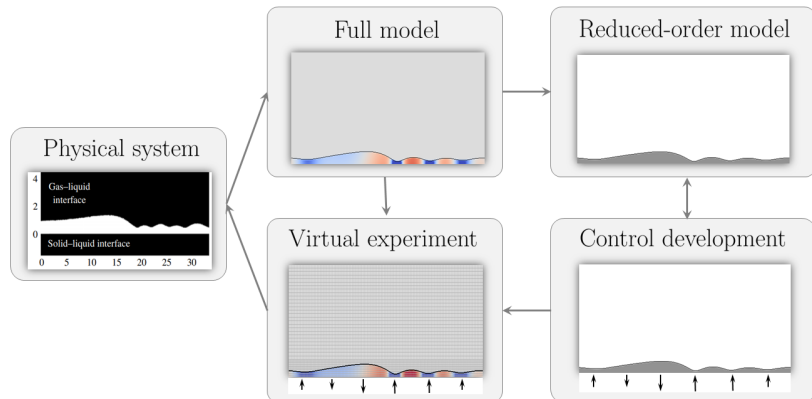 Full model
Reduced-order model
Physical system
4
Gas–liquid
interface
2
0
Solid–liquid interface
0 5 10 15 20 25 30
Virtual experiment
Control development